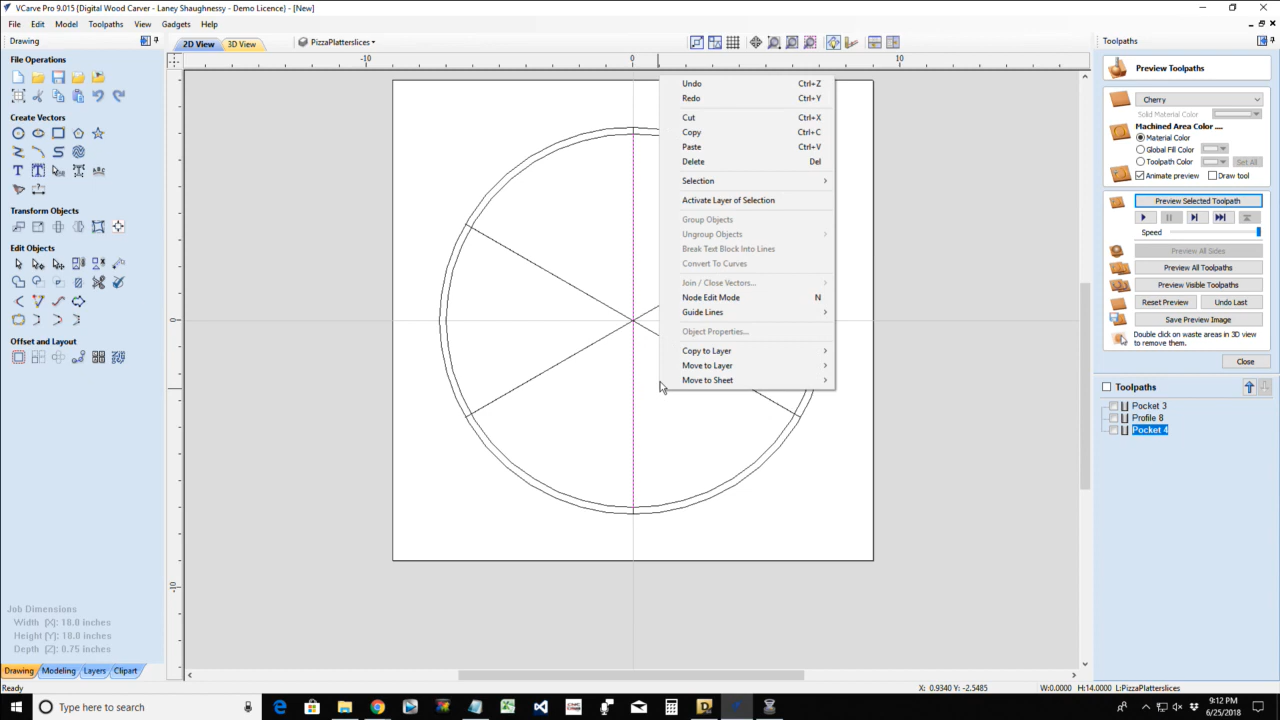 VCarve Pro 9.015 {Digital Wood Carver - Laney Shaughnessy - Demo Licence} - [New]
File Edit Model Toolpaths View Gadgets Help
Drawing
2D View 3D View PizzaPlatterslices
Toolpaths
File Operations
Create Vectors
Transform Objects
Edit Objects
Offset and Layout
Job Dimensions
Width (X): 18.0 inches
Height (Y): 18.0 inches
Depth (Z): 0.75 inches
Drawing Modeling Layers Clipart
-10 0 10
0
-10
Undo Ctrl+Z
Redo Ctrl+Y
Cut Ctrl+X
Copy Ctrl+C
Paste Ctrl+V
Delete Del
Selection
Activate Layer of Selection
Group Objects
Ungroup Objects
Break Text Block Into Lines
Convert To Curves
Join / Close Vectors...
Node Edit Mode N
Guide Lines
Object Properties...
Copy to Layer
Move to Layer
Move to Sheet
Preview Toolpaths
Cherry
Solid Material Color
Machined Area Color ....
Material Color
Global Fill Color
Toolpath Color Set All
Animate preview Draw tool
Preview Selected Toolpath
Speed
Preview All Sides
Preview All Toolpaths
Preview Visible Toolpaths
Reset Preview Undo Last
Save Preview Image
Double click on waste areas in 3D view
to remove them.
Close
Toolpaths
Pocket 3
Profile 8
Pocket 4
Ready X: 0.9340 Y: -2.5485 W:0.0000 H:14.0000 L:PizzaPlatterslices
Type here to search
9:12 PM
6/25/2018